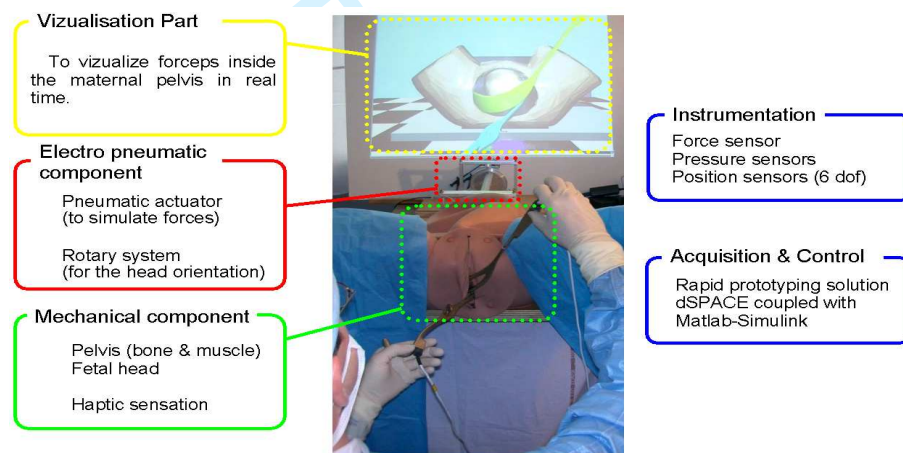 Vizualisation Part
To vizualize forceps inside
the maternal pelvis in real
time.
Electro pneumatic
component
Pneumatic actuator
(to simulate forces)
Rotary system
(for the head orientation)
Mechanical component
Pelvis (bone & muscle)
Fetal head
Haptic sensation
Instrumentation
Force sensor
Pressure sensors
Position sensors (6 dof)
Acquisition & Control
Rapid prototyping solution
dSPACE coupled with
Matlab-Simulink